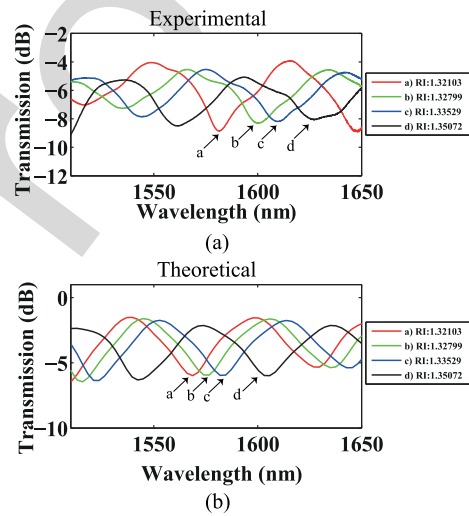 Experimental
Transmission (dB)
-2
-4
-6
-8
-10
-12
a
b
c
d
1550
1600
1650
Wavelength (nm)
a) RI:1.32103
b) RI:1.32799
c) RI:1.33529
d) RI:1.35072
(a)
Theoretical
Transmission (dB)
0
-5
-10
a
b
c
d
1550
1600
1650
Wavelength (nm)
a) RI:1.32103
b) RI:1.32799
c) RI:1.33529
d) RI:1.35072
(b)